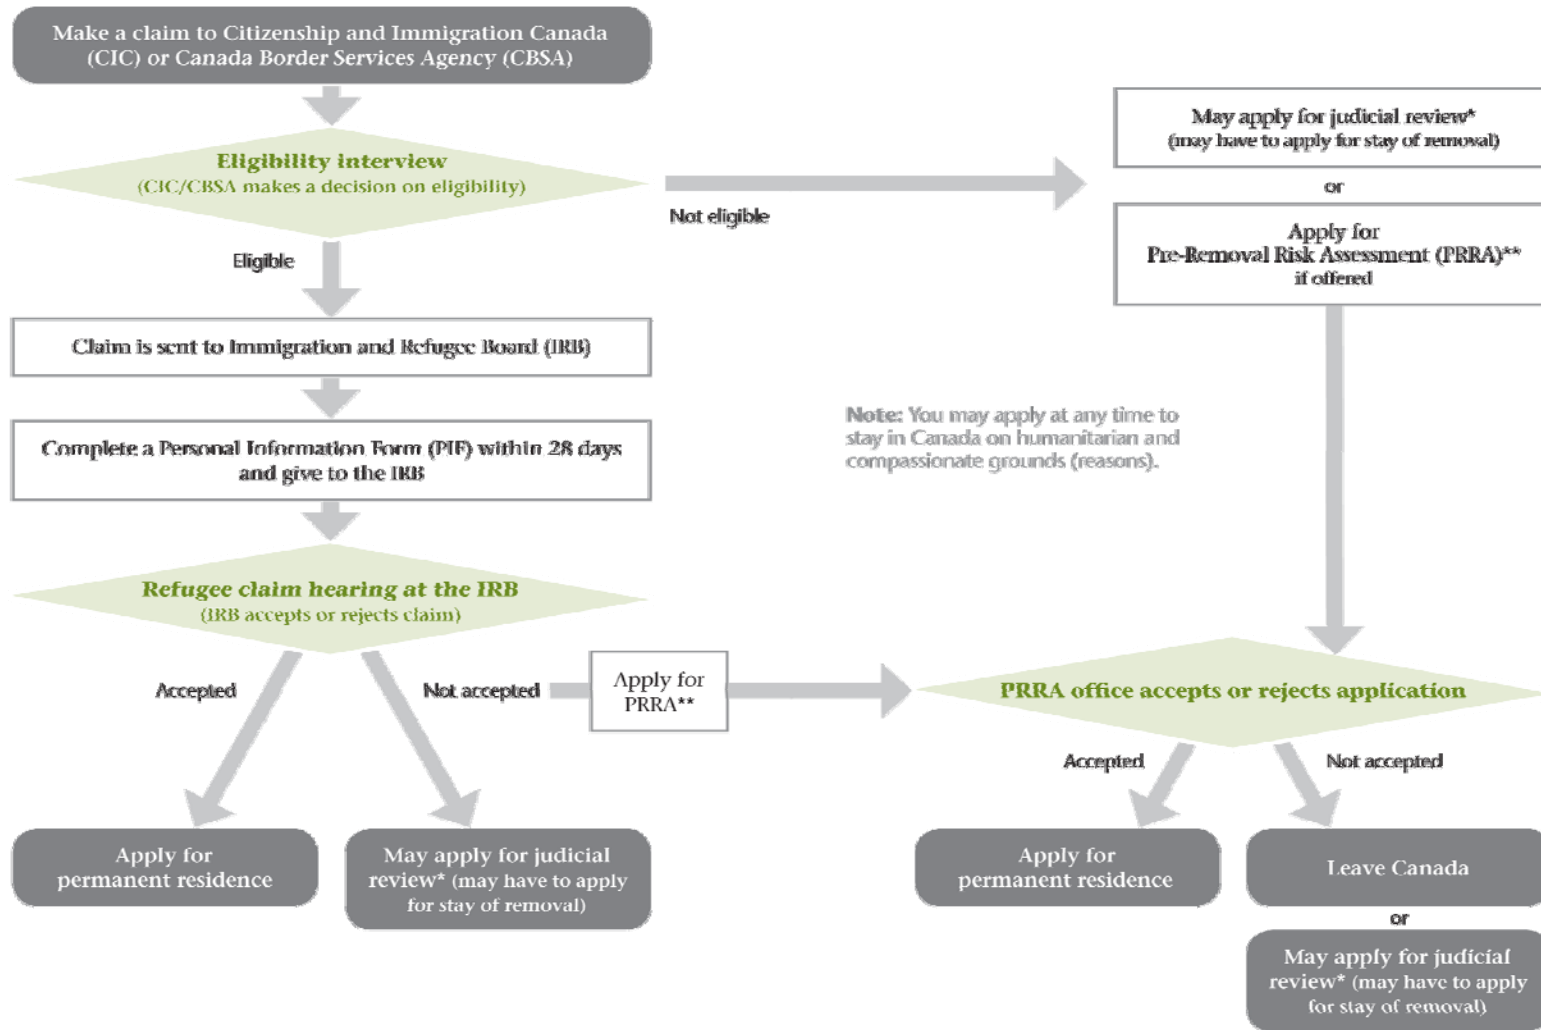 Make a claim to Citizenship and Immigration Canada
(CIC) or Canada Border Services Agency (CBSA)
Eligibility interview
(CIC/CBSA makes a decision on eligibility)
Not eligible
May apply for judicial review*
(may have to apply for stay of removal)
or
Apply for
Pre-Removal Risk Assessment (PRRA)**
if offered
Eligible
Claim is sent to Immigration and Refugee Board (IRB)
Complete a Personal Information Form (PIF) within 28 days
and give to the IRB
Note: You may apply at any time to
stay in Canada on humanitarian and
compassionate grounds (reasons).
Refugee claim hearing at the IRB
(IRB accepts or rejects claim)
Accepted
Not accepted
Apply for
PRRA**
PRRA office accepts or rejects application
Accepted
Not accepted
Apply for
permanent residence
May apply for judicial
review* (may have to apply
for stay of removal)
Apply for
permanent residence
Leave Canada
or
May apply for judicial
review* (may have to apply
for stay of removal)